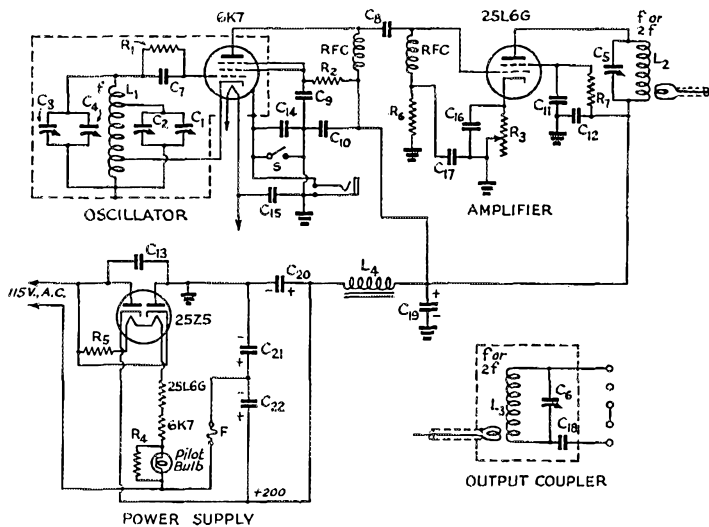 6K7
C8
25L6G
f or
2f
R1
RFC
RFC
C5
L2
f
L1
C7
R2
C9
C3
C4
C2
C1
C14
C10
R6
C16
R3
C11
R7
C12
S
C17
C15
OSCILLATOR
AMPLIFIER
C13
115V., A.C.
25Z5
C20
L4
C19
+
-
R5
C21
-
+
25L6G
C22
-
+
6K7
F
R4
Pilot
Bulb
+200
POWER SUPPLY
f or
2f
L3
C6
C18
OUTPUT COUPLER